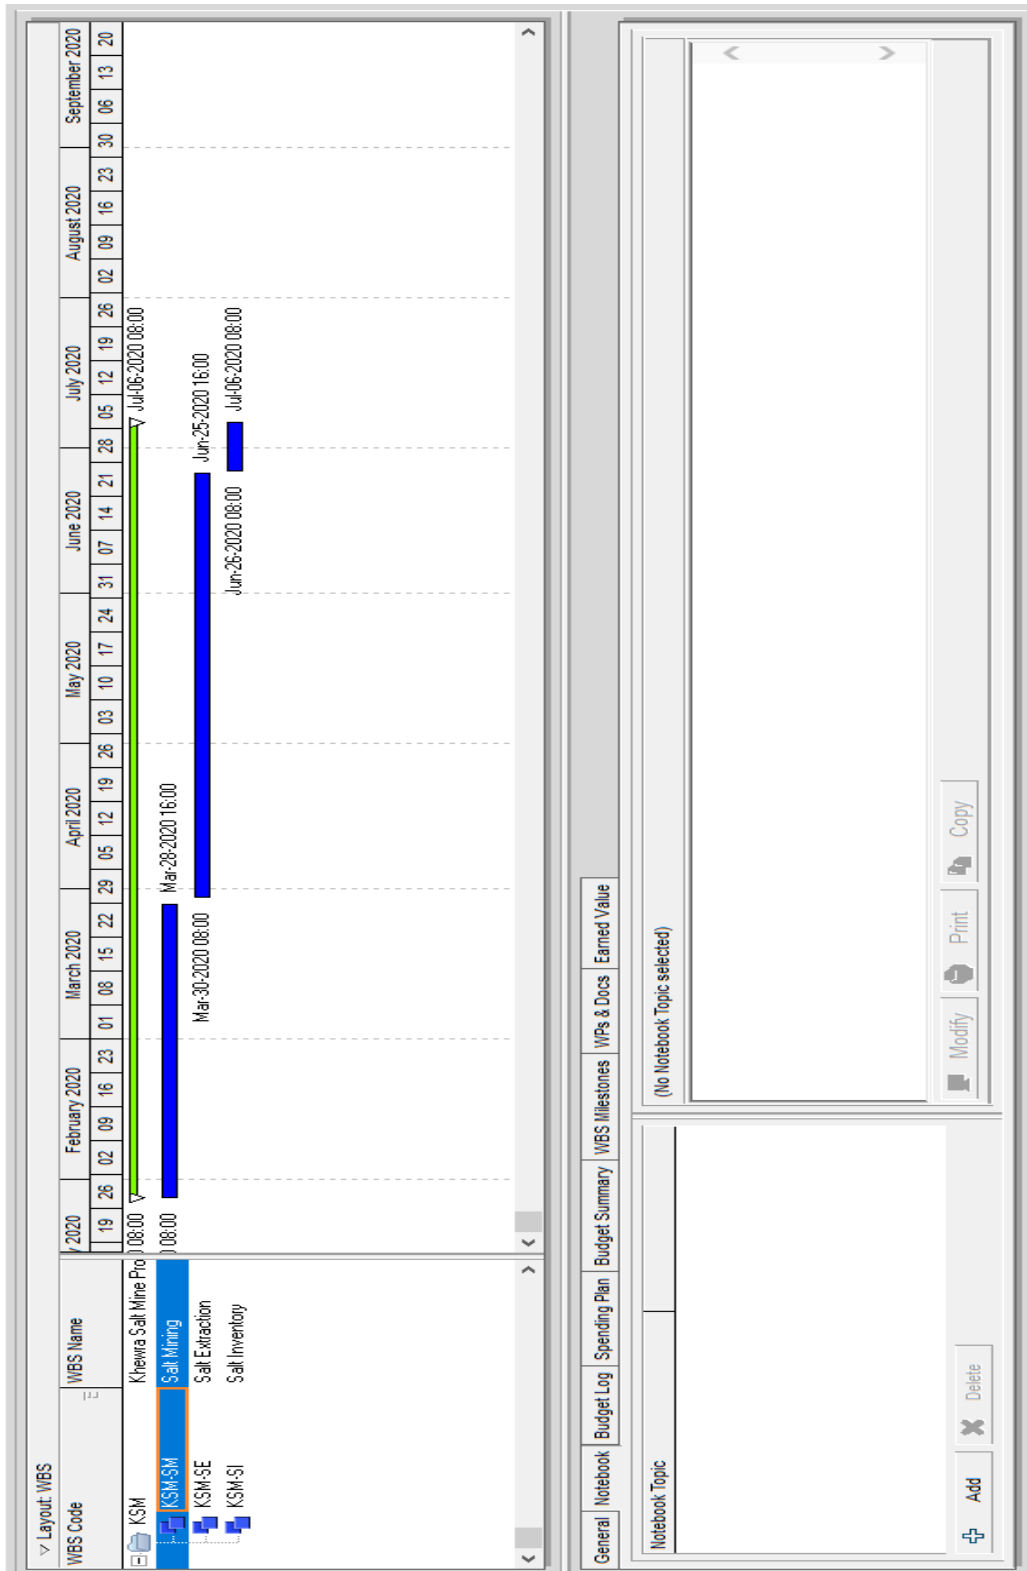 Layout: WBS
WBS Code WBS Name
y 2020 February 2020 March 2020 April 2020 May 2020 June 2020 July 2020 August 2020 September 2020
19 26 02 09 16 23 01 08 15 22 29 05 12 19 26 03 10 17 24 31 07 14 21 28 05 12 19 26 02 09 16 23 30 06 13 20
KSM Khewra Salt Mine Pro 0 08:00 Jul-06-2020 08:00
KSM-SM Salt Mining 0 08:00 Mar-28-2020 16:00
KSM-SE Salt Extraction Mar-30-2020 08:00 Jun-25-2020 16:00
KSM-SI Salt Inventory Jun-26-2020 08:00 Jul-06-2020 08:00
General Notebook Budget Log Spending Plan Budget Summary WBS Milestones WPs & Docs Earned Value
Notebook Topic
(No Notebook Topic selected)
Add Delete Modify Print Copy